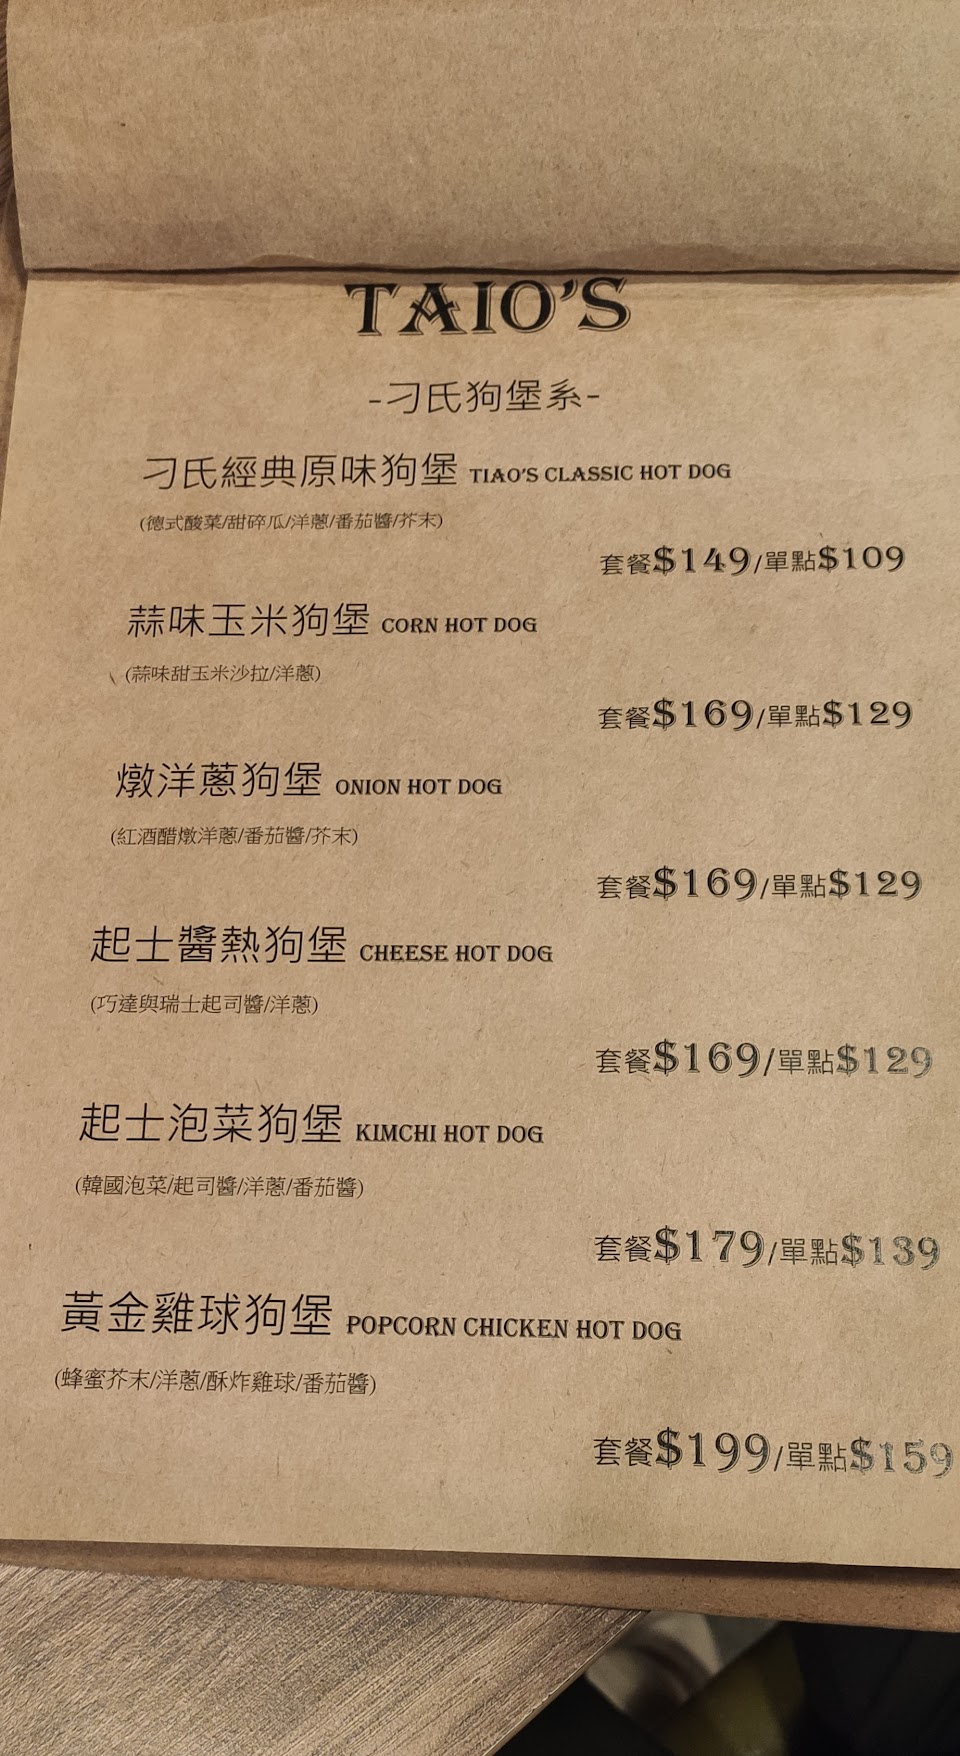 TAIO'S
-刁氏狗堡系-
刁氏經典原味狗堡 TIAO'S CLASSIC HOT DOG
(德式酸菜/甜碎瓜/洋蔥/番茄醬/芥末)
套餐$149/單點$109
蒜味玉米狗堡 CORN HOT DOG
(蒜味甜玉米沙拉/洋蔥)
套餐$169/單點$129
燉洋蔥狗堡 ONION HOT DOG
(紅酒醋燉洋蔥/番茄醬/芥末)
套餐$169/單點$129
起士醬熱狗堡 CHEESE HOT DOG
(巧達與瑞士起司醬/洋蔥)
套餐$169/單點$129
起士泡菜狗堡 KIMCHI HOT DOG
(韓國泡菜/起司醬/洋蔥/番茄醬)
套餐$179/單點$139
黃金雞球狗堡 POPCORN CHICKEN HOT DOG
(蜂蜜芥末/洋蔥/酥炸雞球/番茄醬)
套餐$199/單點$159